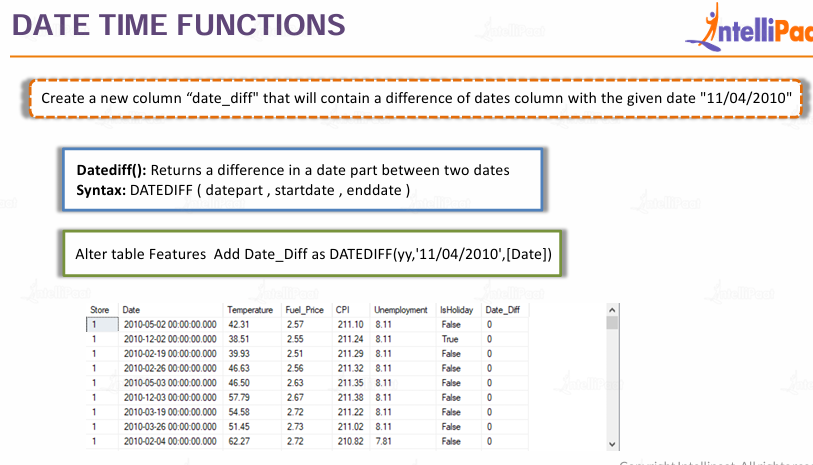 DATE TIME FUNCTIONS
IntelliPaa
Create a new column “date_diff" that will contain a difference of dates column with the given date "11/04/2010"
Datediff(): Returns a difference in a date part between two dates
Syntax: DATEDIFF ( datepart , startdate , enddate )
Alter table Features Add Date_Diff as DATEDIFF(yy,'11/04/2010',[Date])
Store Date Temperature Fuel_Price CPI Unemployment IsHoliday Date_Diff
1 2010-05-02 00:00:00.000 42.31 2.57 211.10 8.11 False 0
1 2010-12-02 00:00:00.000 38.51 2.55 211.24 8.11 True 0
1 2010-02-19 00:00:00.000 39.93 2.51 211.29 8.11 False 0
1 2010-02-26 00:00:00.000 46.63 2.56 211.32 8.11 False 0
1 2010-05-03 00:00:00.000 46.50 2.63 211.35 8.11 False 0
1 2010-12-03 00:00:00.000 57.79 2.67 211.38 8.11 False 0
1 2010-03-19 00:00:00.000 54.58 2.72 211.22 8.11 False 0
1 2010-03-26 00:00:00.000 51.45 2.73 211.02 8.11 False 0
1 2010-02-04 00:00:00.000 62.27 2.72 210.82 7.81 False 0